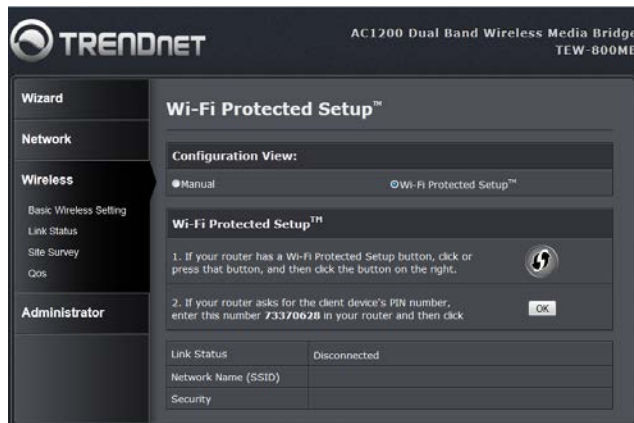 TRENDNET
AC1200 Dual Band Wireless Media Bridge
TEW-800MB
Wizard
Network
Wireless
Basic Wireless Setting
Link Status
Site Survey
Qos
Administrator
Wi-Fi Protected Setup™
Configuration View:
Manual
Wi-Fi Protected Setup™
Wi-Fi Protected Setup™
1. If your router has a Wi-Fi Protected Setup button, click or
press that button, and then click the button on the right.
2. If your router asks for the client device's PIN number,
enter this number 73370628 in your router and then click
OK
Link Status Disconnected
Network Name (SSID)
Security